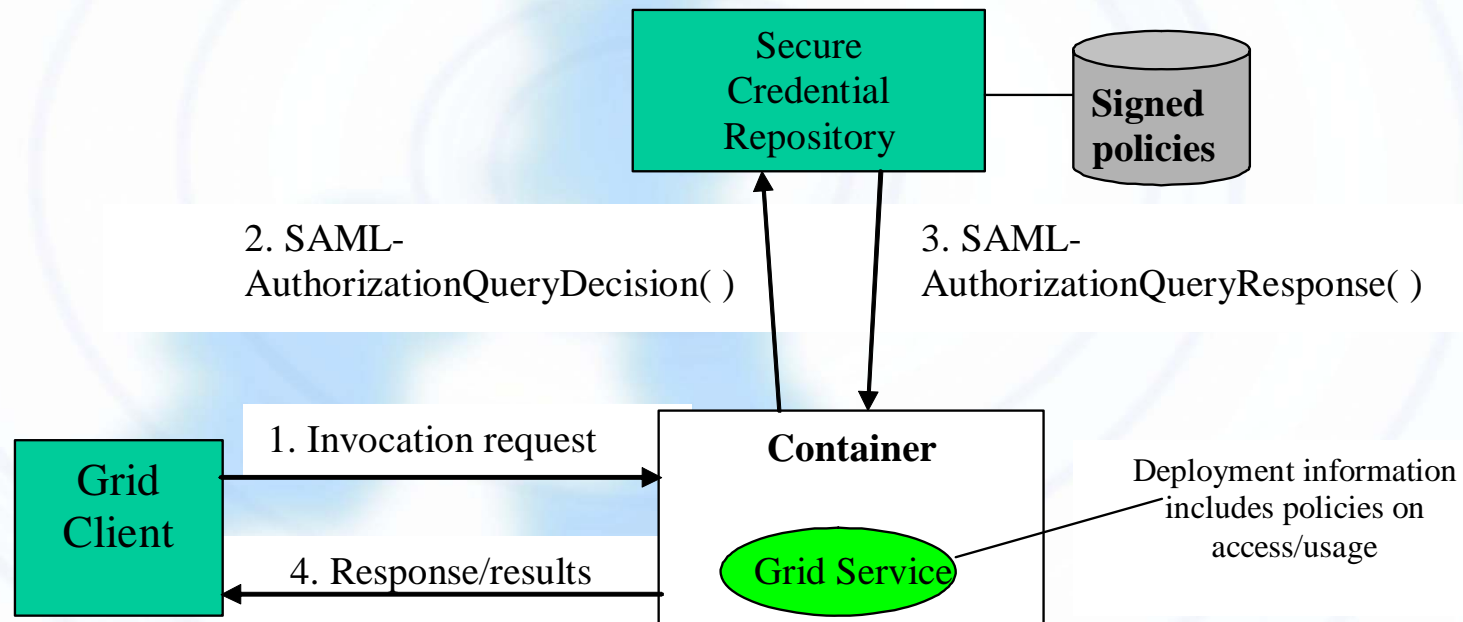 Secure
Credential
Repository
Signed
policies
2. SAML-
AuthorizationQueryDecision( )
3. SAML-
AuthorizationQueryResponse( )
1. Invocation request
Grid
Client
4. Response/results
Container
Grid Service
Deployment information
includes policies on
access/usage